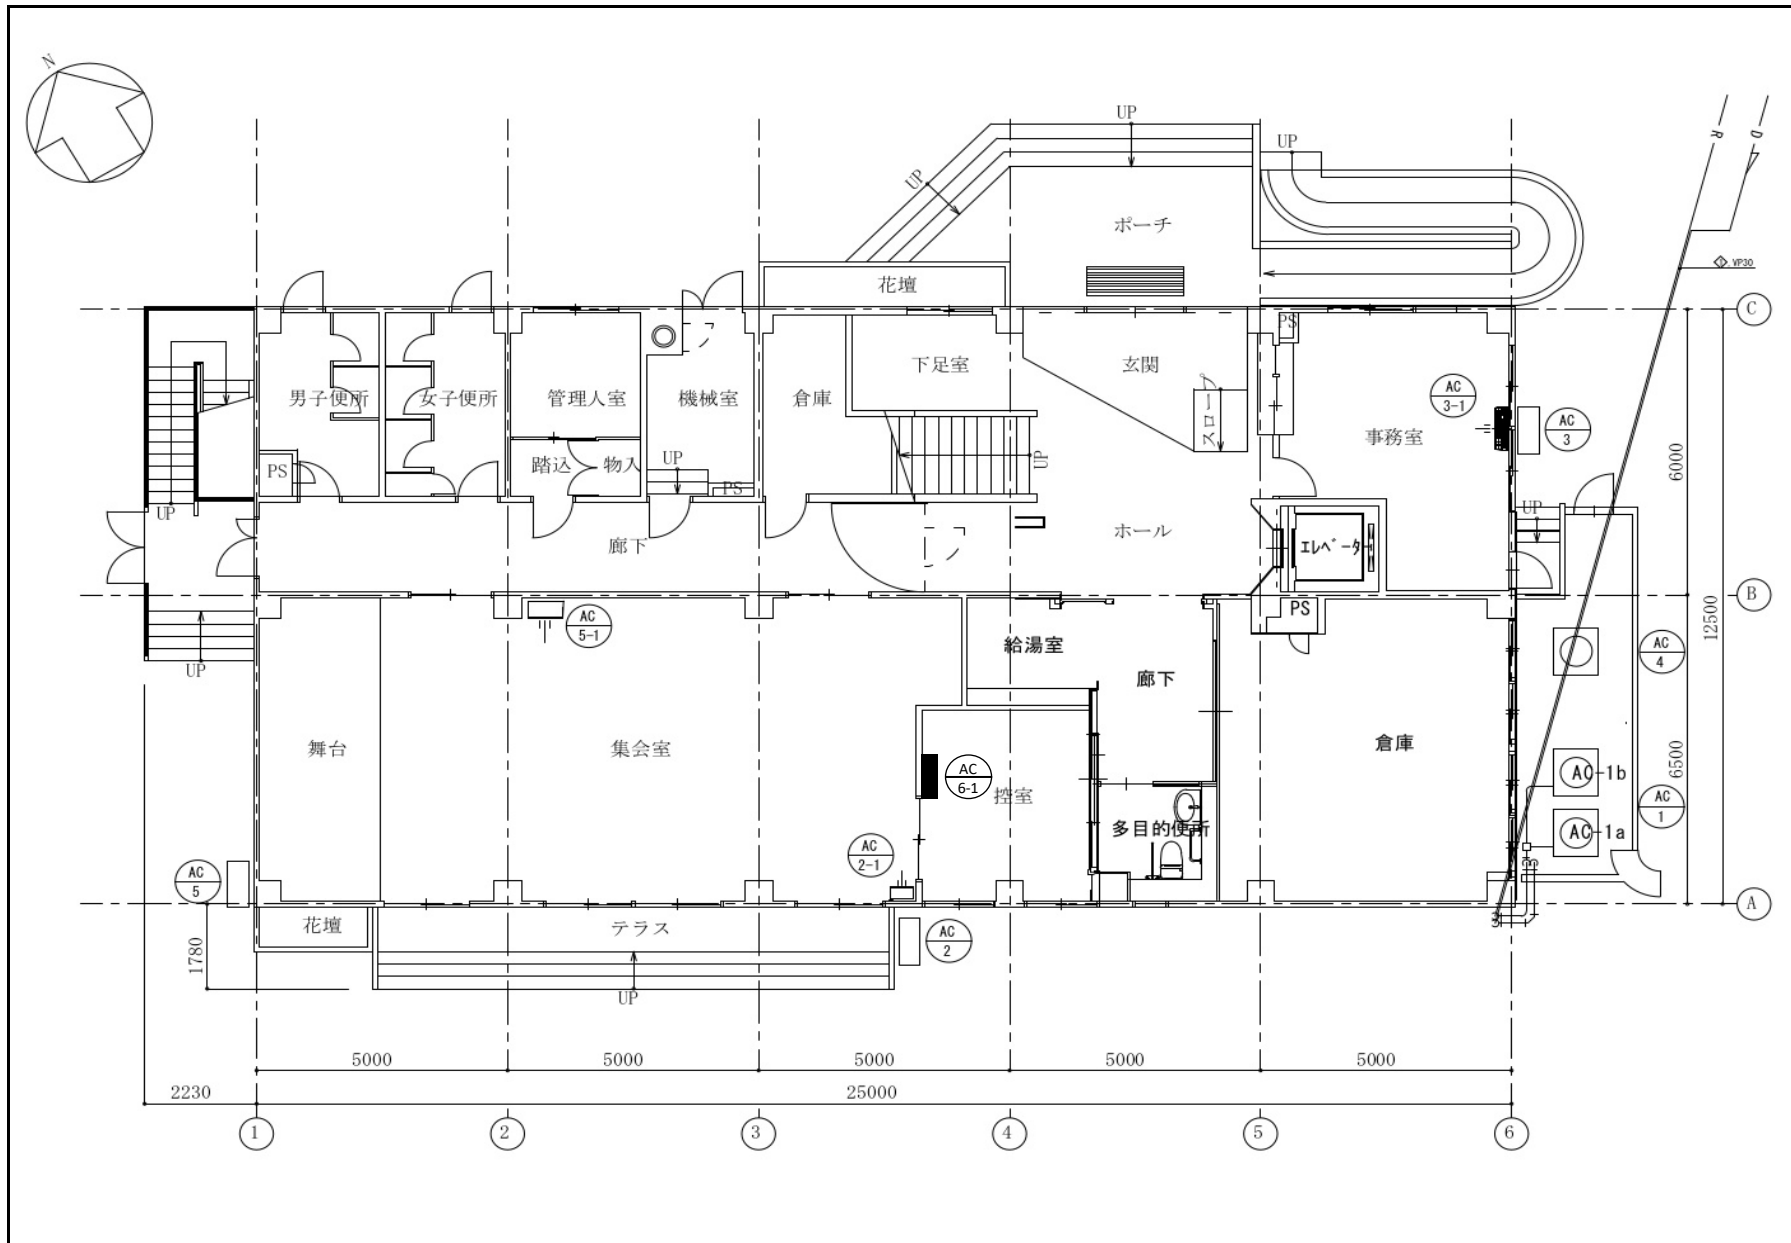 N
UP
UP
UP
R
D
ポーチ
VP30
花壇
C
PS
下足室
玄関
スロープ
AC
3-1
AC
3
男子便所
女子便所
管理人室
機械室
倉庫
事務室
PS
踏込
物入
UP
PS
UP
6000
UP
UP
廊下
ホール
エレベーター
B
12500
AC
5-1
PS
給湯室
廊下
AC
4
UP
舞台
集会室
倉庫
6500
AC
6-1
控室
AC-1b
AC
1
多目的便所
AC-1a
AC
2-1
AC
5
A
花壇
テラス
AC
2
1780
UP
5000
5000
5000
5000
5000
2230
25000
1
2
3
4
5
6